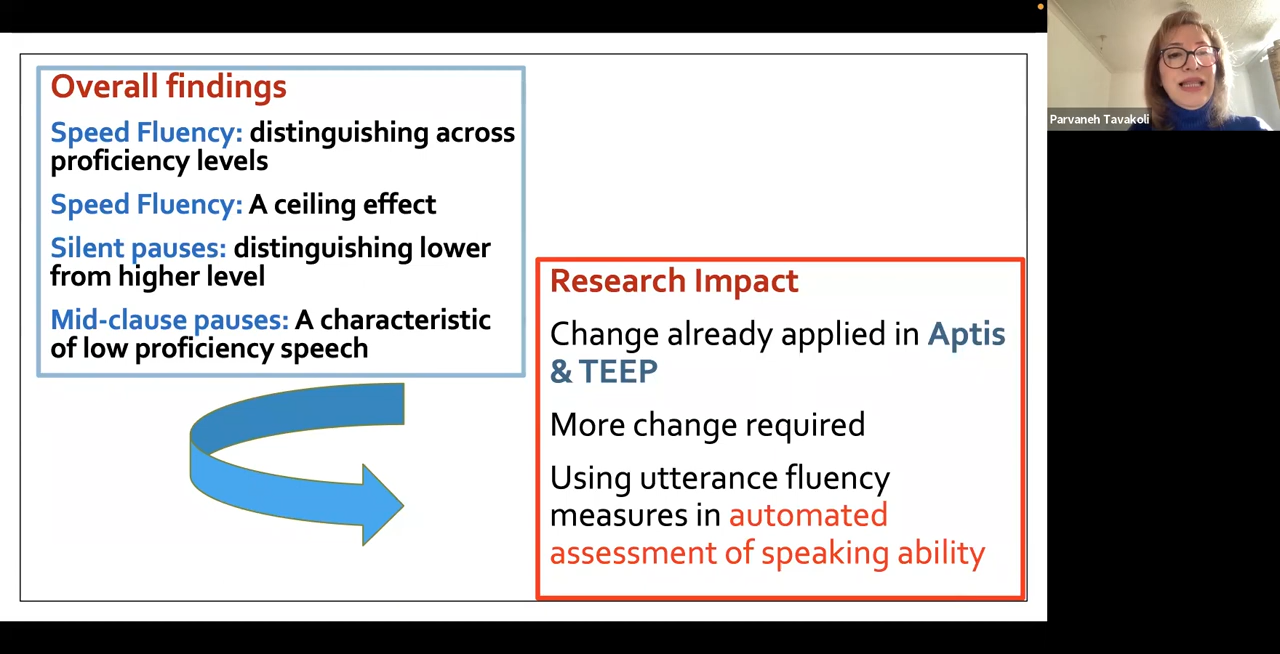 Overall findings
Speed Fluency: distinguishing across
proficiency levels
Speed Fluency: A ceiling effect
Silent pauses: distinguishing lower
from higher level
Mid-clause pauses: A characteristic
of low proficiency speech
Research Impact
Change already applied in Aptis
& TEEP
More change required
Using utterance fluency
measures in automated
assessment of speaking ability
Parvaneh Tavakoli